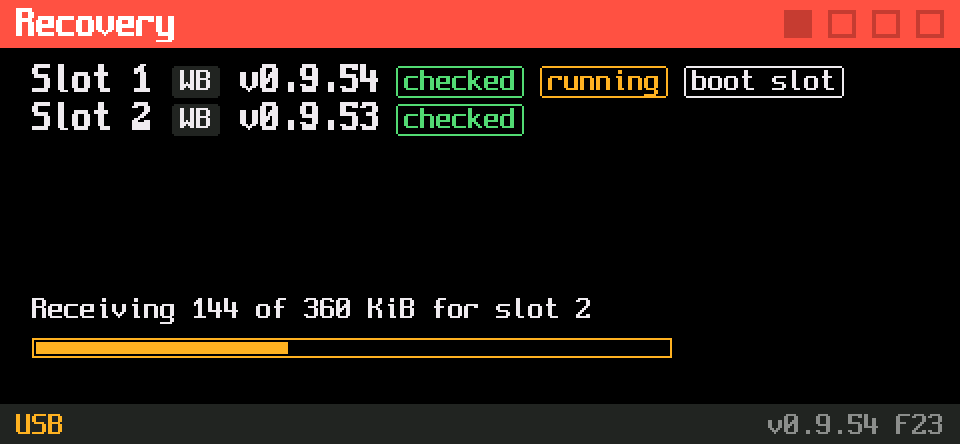 Recovery
Slot 1 WB v0.9.54 checked running boot slot
Slot 2 WB v0.9.53 checked
Receiving 144 of 360 KiB for slot 2
USB v0.9.54 F23